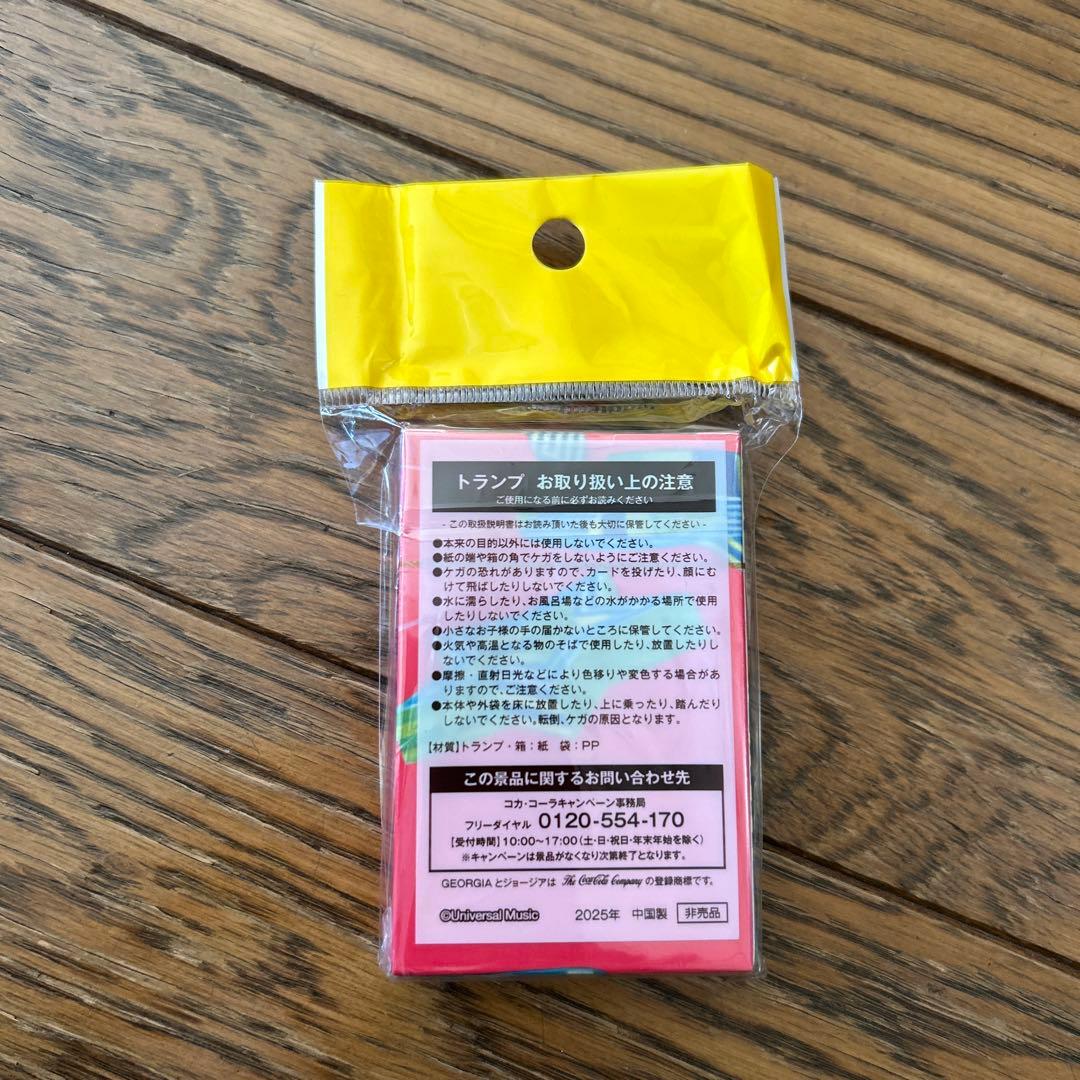 トランプ お取り扱い上の注意
ご使用になる前に必ずお読みください
- この取扱説明書はお読み頂いた後も大切に保管してください -
●本来の目的以外には使用しないでください。
●紙の端や箱の角でケガをしないようにご注意ください。
●ケガの恐れがありますので、カードを投げたり、顔にむ
けて飛ばしたりしないでください。
●水に濡らしたり、お風呂場などの水がかかる場所で使用
したりしないでください。
●小さなお子様の手の届かないところに保管してください。
●火気や高温となる物のそばで使用したり、放置したりし
ないでください。
●摩擦・直射日光などにより色移りや変色する場合があ
りますので、ご注意ください。
●本体や外袋を床に放置したり、上に乗ったり、踏んだり
しないでください。転倒、ケガの原因となります。
【材質】トランプ・箱：紙 袋：PP
この景品に関するお問い合わせ先
コカ・コーラキャンペーン事務局
フリーダイヤル 0120-554-170
【受付時間】10:00～17:00（土・日・祝日・年末年始を除く）
※キャンペーンは景品がなくなり次第終了となります。
GEORGIAとジョージアは The Coca-Cola Company の登録商標です。
©Universal Music 2025年 中国製 非売品